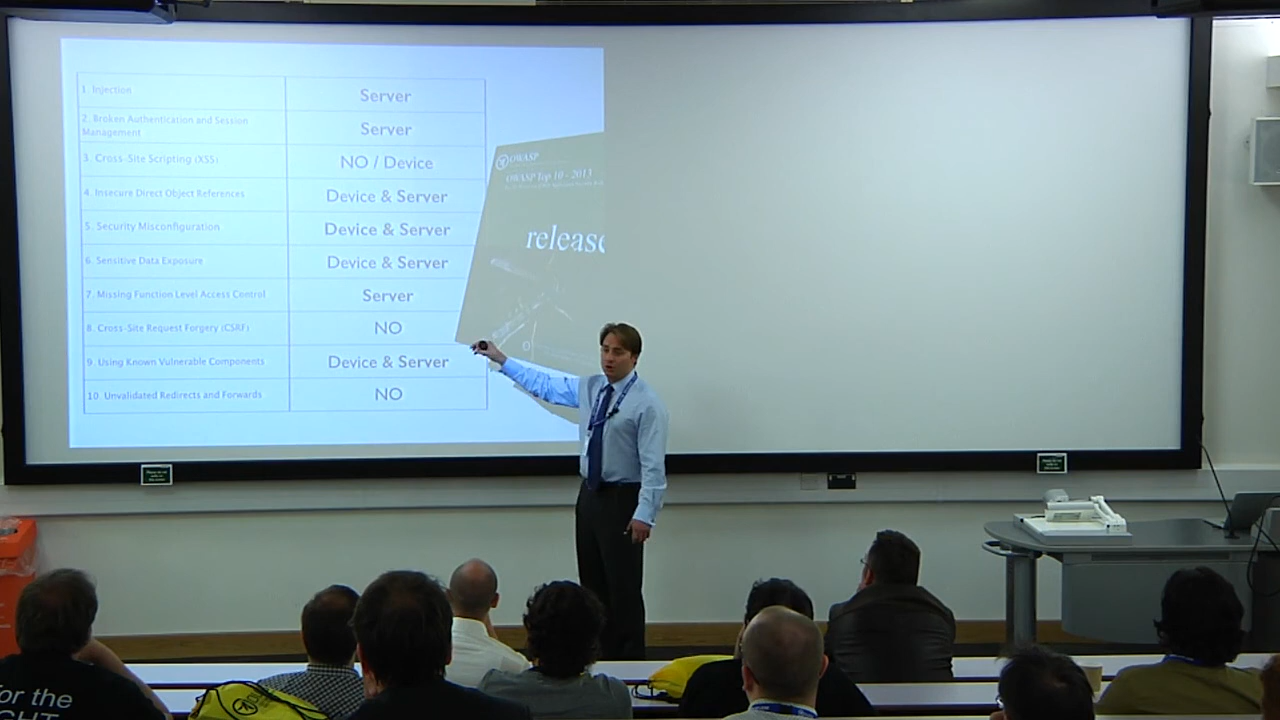 1. Injection
Server
2. Broken Authentication and Session
Management
Server
3. Cross-Site Scripting (XSS)
NO / Device
4. Insecure Direct Object References
Device & Server
5. Security Misconfiguration
Device & Server
6. Sensitive Data Exposure
Device & Server
7. Missing Function Level Access Control
Server
8. Cross-Site Request Forgery (CSRF)
NO
9. Using Known Vulnerable Components
Device & Server
10. Unvalidated Redirects and Forwards
NO
OWASP
OWASP Top 10 - 2013
release
for the